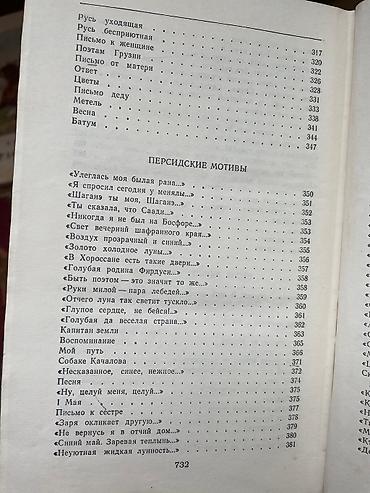 Русь уходящая . . . 317
Русь бесприютная . . . 320
Письмо к женщине . . . 322
Поэтам Грузии . . . 326
Письмо от матери . . . 328
Ответ . . . 331
Цветы . . . 333
Письмо деду . . . 338
Метель . . . 341
Весна . . . 344
Батум . . . 347
ПЕРСИДСКИЕ МОТИВЫ
«Улеглась моя былая рана...» . . . 350
«Я спросил сегодня у менялы...» . . . 351
«Шаганэ ты моя, Шаганэ...» . . . 352
«Ты сказала, что Саади...» . . . 353
«Никогда я не был на Босфоре...» . . . 353
«Свет вечерний шафранного края...» . . . 354
«Воздух прозрачный и синий...» . . . 355
«Золото холодное луны...» . . . 356
«В Хороссане есть такие двери...» . . . 357
«Голубая родина Фирдуси...» . . . 358
«Быть поэтом — это значит то же...» . . . 359
«Руки милой — пара лебедей...» . . . 360
«Отчего луна так светит тускло...» . . . 361
«Глупое сердце, не бейся!..» . . . 362
«Голубая да веселая страна...» . . . 363
Капитан земли . . . 365
Воспоминание . . . 366
Мой путь . . . 371
Собаке Качалова . . . 372
«Несказанное, синее, нежное...» . . . 374
Песня . . . 375
«Ну, целуй меня, целуй...» . . . 375
1 Мая . . . 377
Письмо к сестре . . . 379
«Заря окликает другую...» . . . 380
«Не вернусь я в отчий дом...» . . . 381
«Синий май. Заревая теплынь...»
«Неуютная жидкая лунность...»
732